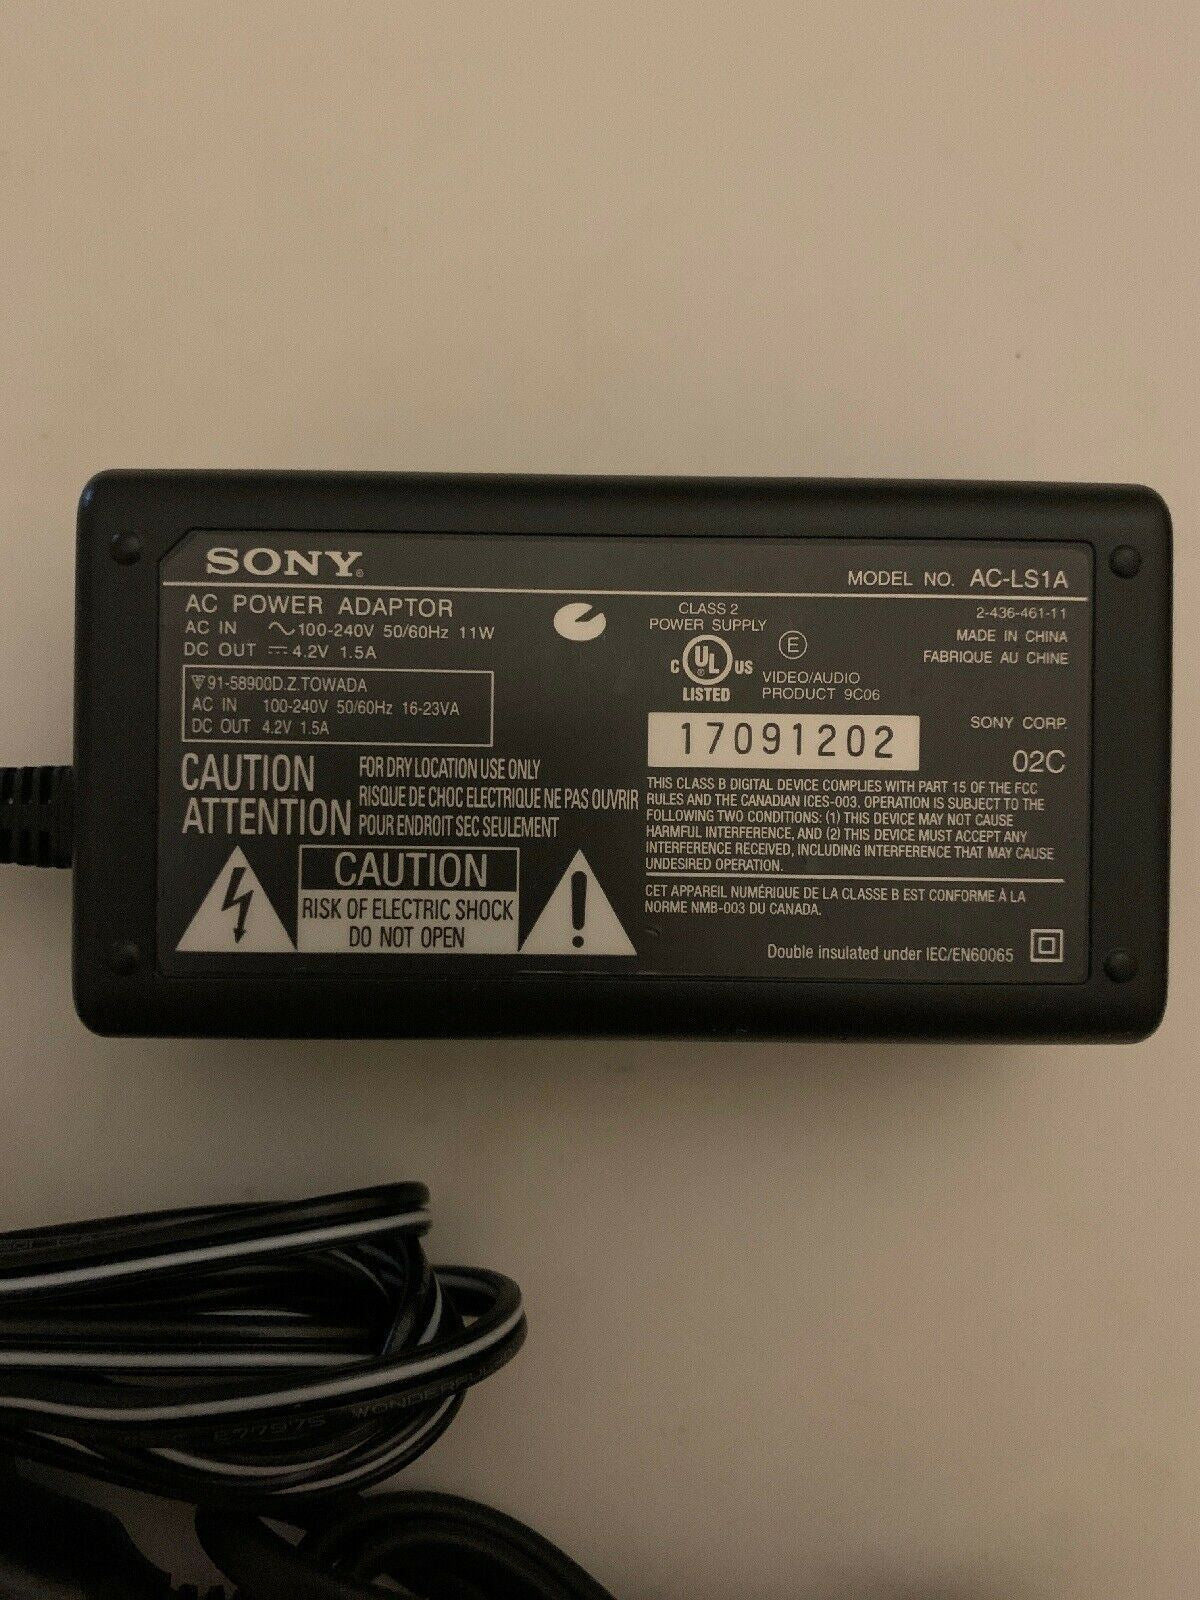 SONY®
MODEL NO. AC-LS1A
AC POWER ADAPTOR
AC IN ∿100-240V 50/60Hz 11W
DC OUT ⎓4.2V 1.5A
91-58900D.Z.TOWADA
AC IN 100-240V 50/60Hz 16-23VA
DC OUT 4.2V 1.5A
CLASS 2
POWER SUPPLY
C UL® US
LISTED
E
VIDEO/AUDIO
PRODUCT 9C06
2-436-461-11
MADE IN CHINA
FABRIQUE AU CHINE
17091202
SONY CORP.
02C
CAUTION
ATTENTION
FOR DRY LOCATION USE ONLY
RISQUE DE CHOC ELECTRIQUE NE PAS OUVRIR
POUR ENDROIT SEC SEULEMENT
CAUTION
RISK OF ELECTRIC SHOCK
DO NOT OPEN
THIS CLASS B DIGITAL DEVICE COMPLIES WITH PART 15 OF THE FCC
RULES AND THE CANADIAN ICES-003. OPERATION IS SUBJECT TO THE
FOLLOWING TWO CONDITIONS: (1) THIS DEVICE MAY NOT CAUSE
HARMFUL INTERFERENCE, AND (2) THIS DEVICE MUST ACCEPT ANY
INTERFERENCE RECEIVED, INCLUDING INTERFERENCE THAT MAY CAUSE
UNDESIRED OPERATION.
CET APPAREIL NUMÉRIQUE DE LA CLASSE B EST CONFORME À LA
NORME NMB-003 DU CANADA.
Double insulated under IEC/EN60065